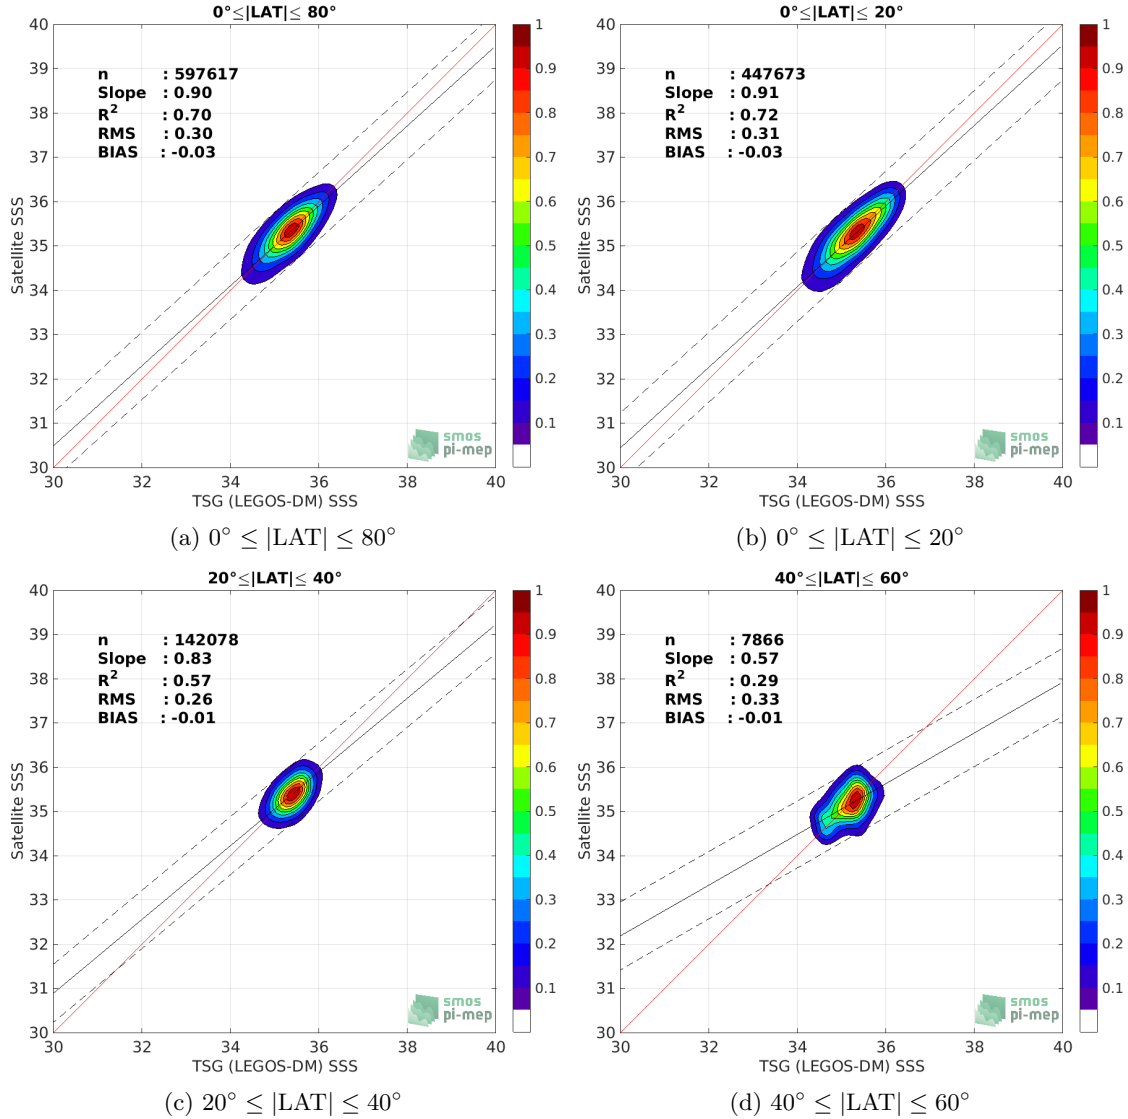 0°≤|LAT|≤ 80°
n : 597617
Slope : 0.90
R² : 0.70
RMS : 0.30
BIAS : -0.03
Satellite SSS
40
39
38
37
36
35
34
33
32
31
30
30 32 34 36 38 40
TSG (LEGOS-DM) SSS
smos
pi-mep
1
0.9
0.8
0.7
0.6
0.5
0.4
0.3
0.2
0.1
(a) 0° ≤ |LAT| ≤ 80°
0°≤|LAT|≤ 20°
n : 447673
Slope : 0.91
R² : 0.72
RMS : 0.31
BIAS : -0.03
Satellite SSS
40
39
38
37
36
35
34
33
32
31
30
30 32 34 36 38 40
TSG (LEGOS-DM) SSS
smos
pi-mep
1
0.9
0.8
0.7
0.6
0.5
0.4
0.3
0.2
0.1
(b) 0° ≤ |LAT| ≤ 20°
20°≤|LAT|≤ 40°
n : 142078
Slope : 0.83
R² : 0.57
RMS : 0.26
BIAS : -0.01
Satellite SSS
40
39
38
37
36
35
34
33
32
31
30
30 32 34 36 38 40
TSG (LEGOS-DM) SSS
smos
pi-mep
1
0.9
0.8
0.7
0.6
0.5
0.4
0.3
0.2
0.1
(c) 20° ≤ |LAT| ≤ 40°
40°≤|LAT|≤ 60°
n : 7866
Slope : 0.57
R² : 0.29
RMS : 0.33
BIAS : -0.01
Satellite SSS
40
39
38
37
36
35
34
33
32
31
30
30 32 34 36 38 40
TSG (LEGOS-DM) SSS
smos
pi-mep
1
0.9
0.8
0.7
0.6
0.5
0.4
0.3
0.2
0.1
(d) 40° ≤ |LAT| ≤ 60°